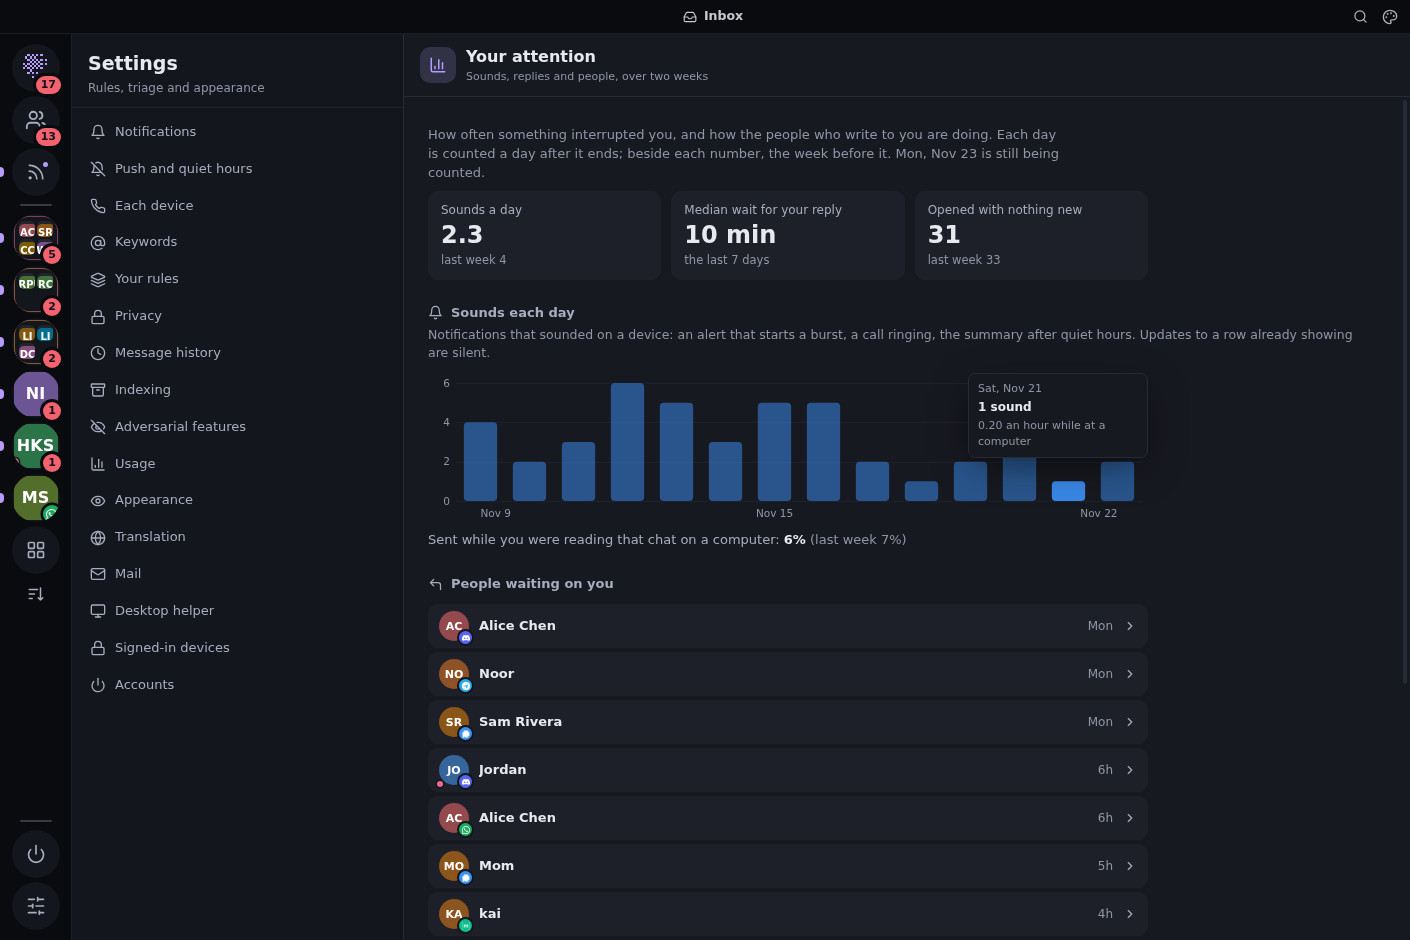 Inbox
17
13
AC SR
CC
5
RP RC
2
LI LI
DC
2
NI
1
HKS
1
MS
Settings
Rules, triage and appearance
Notifications
Push and quiet hours
Each device
Keywords
Your rules
Privacy
Message history
Indexing
Adversarial features
Usage
Appearance
Translation
Mail
Desktop helper
Signed-in devices
Accounts
Your attention
Sounds, replies and people, over two weeks
How often something interrupted you, and how the people who write to you are doing. Each day
is counted a day after it ends; beside each number, the week before it. Mon, Nov 23 is still being
counted.
Sounds a day
2.3
last week 4
Median wait for your reply
10 min
the last 7 days
Opened with nothing new
31
last week 33
Sounds each day
Notifications that sounded on a device: an alert that starts a burst, a call ringing, the summary after quiet hours. Updates to a row already showing
are silent.
6
4
2
0
Nov 9
Nov 15
Nov 22
Sat, Nov 21
1 sound
0.20 an hour while at a
computer
Sent while you were reading that chat on a computer: 6% (last week 7%)
People waiting on you
AC Alice Chen Mon
NO Noor Mon
SR Sam Rivera Mon
JO Jordan 6h
AC Alice Chen 6h
MO Mom 5h
KA kai 4h